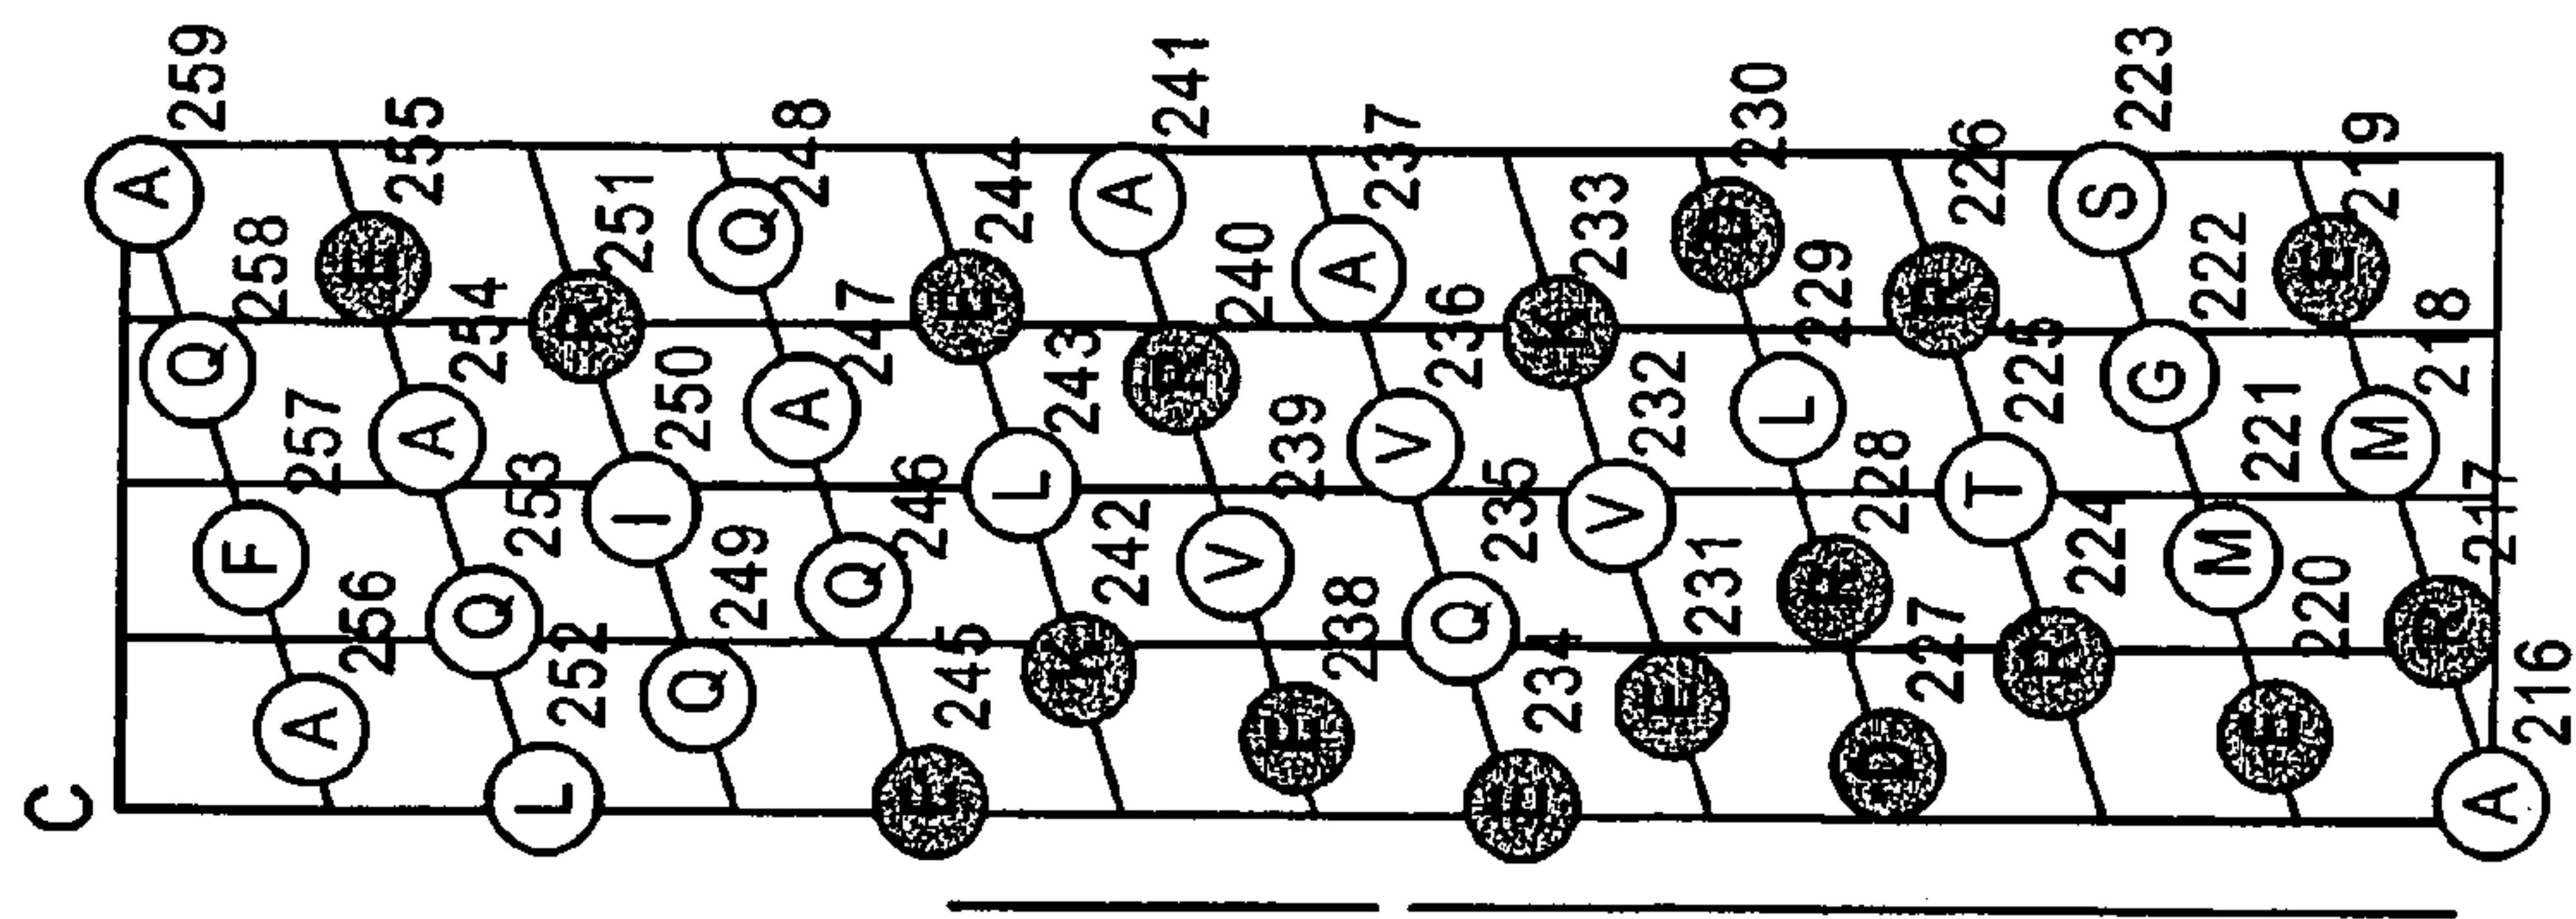 C
A 256 F 257 Q 258 A 259
L 252 Q 253 A 254 E 255
Q 249 I 250 R 251
E 245 Q 246 A 247 Q 248
K 242 L 243 E 244
E 238 V 239 R 240 A 241
E 234 Q 235 V 236 A 237
E 231 V 232 K 233
D 227 R 228 L 229 230
R 224 T 225 R 226
E 220 M 221 G 222 S 223
A 216 R 217 M 218 E 219